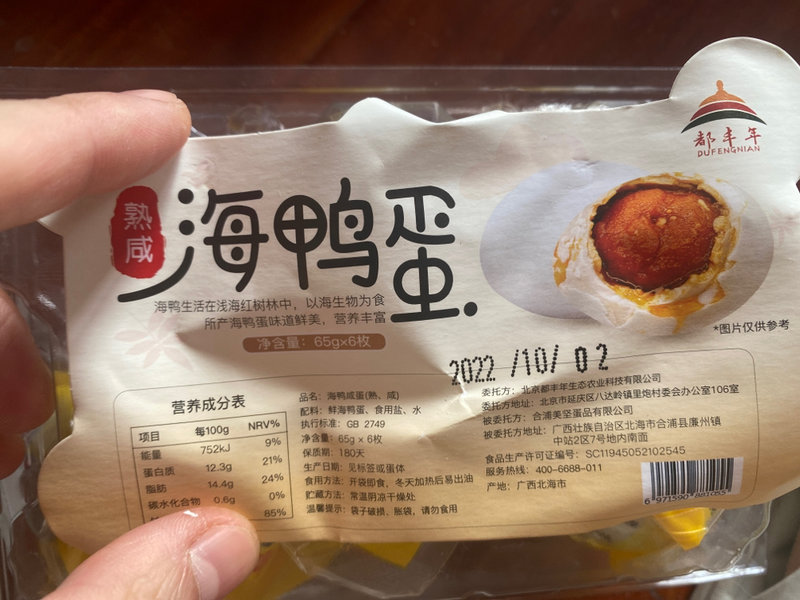 都丰年
DUFENGNIAN
熟咸
海鸭蛋
海鸭生活在浅海红树林中，以海生物为食
所产海鸭蛋味道鲜美，营养丰富
净含量：65g×6枚
*图片仅供参考
2022/10/02
营养成分表
项目 每100g NRV%
能量 752kJ 9%
蛋白质 12.3g 21%
脂肪 14.4g 24%
碳水化合物 0.6g 0%
85%
品名：海鸭咸蛋(熟、咸)
配料：鲜海鸭蛋、食用盐、水
执行标准：GB 2749
净含量：65g×6枚
保质期：180天
生产日期：见标签或蛋体
食用方法：开袋即食，冬天加热后易出油
贮藏方法：常温阴凉干燥处
温馨提示：袋子破损、胀袋，请勿食用
委托方：北京都丰年生态农业科技有限公司
委托方地址：北京市延庆区八达岭镇里炮村委会办公室106室
被委托方：合浦美坚蛋品有限公司
被委托方地址：广西壮族自治区北海市合浦县廉州镇
中站2区7号地内南面
食品生产许可证编号：SC11945052102545
服务热线：400-6688-011
产地：广西北海市
6 971590 881055